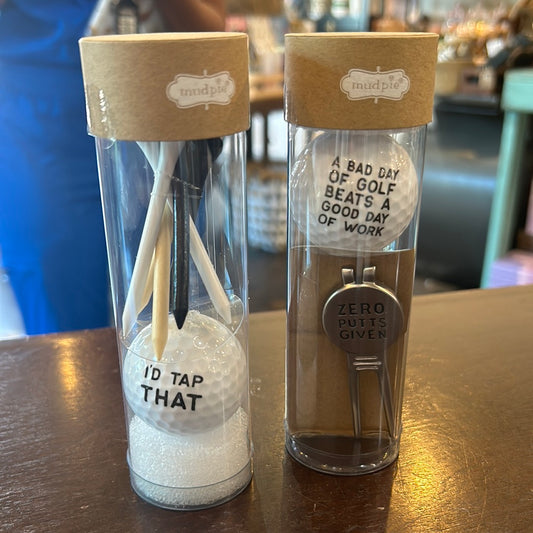 mudpie
I'D TAP
THAT
mudpie
A BAD DAY
OF GOLF
BEATS A
GOOD DAY
OF WORK
ZERO
PUTTS
GIVEN